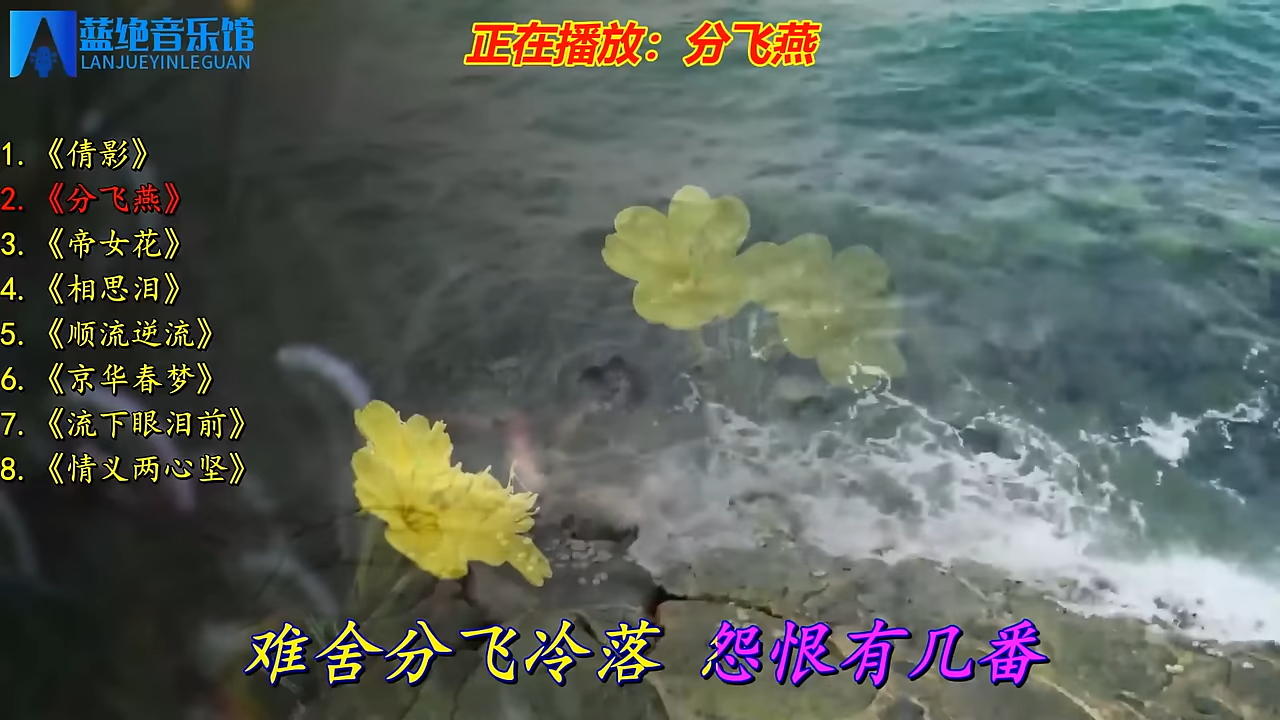 蓝绝音乐馆
LANJUEYINLEGUAN
正在播放：分飞燕
1.《倩影》
2.《分飞燕》
3.《帝女花》
4.《相思泪》
5.《顺流逆流》
6.《京华春梦》
7.《流下眼泪前》
8.《情义两心坚》
难舍分飞冷落 怨恨有几番